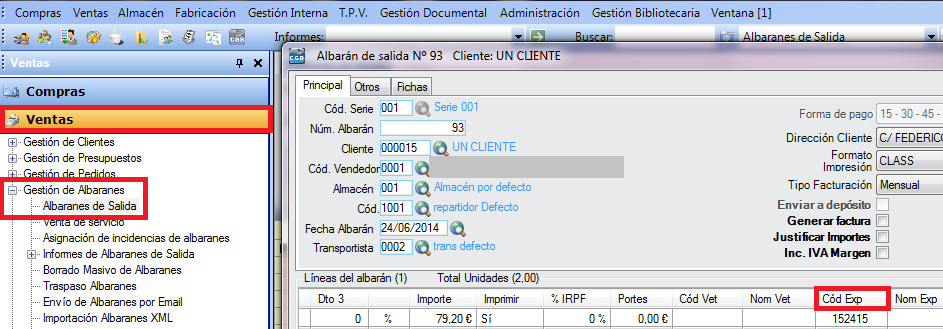 Compras Ventas Almacén Fabricación Gestión Interna T.P.V. Gestión Documental Administración Gestión Bibliotecaria Ventana [1]
CGD Informes: Buscar: Albaranes de Salida
Ventas
Compras
Ventas
Gestión de Clientes
Gestión de Presupuestos
Gestión de Pedidos
Gestión de Albaranes
Albaranes de Salida
Venta de servicio
Asignación de incidencias de albaranes
Informes de Albaranes de Salida
Borrado Masivo de Albaranes
Traspaso Albaranes
Envío de Albaranes por Email
Importación Albaranes XML
CGD Albarán de salida Nº 93 Cliente: UN CLIENTE
Principal Otros Fichas
Cód. Serie 001 Serie 001
Núm. Albarán 93
Cliente 000015 UN CLIENTE
Cód. Vendedor 0001
Almacén 001 Almacén por defecto
Cód. 1001 repartidor Defecto
Fecha Albarán 24/06/2014
Transportista 0002 trans defecto
Forma de pago 15 - 30 - 45 -
Dirección Cliente C/ FEDERICO
Formato
Impresión CLASS
Tipo Facturación Mensual
Enviar a depósito
Generar factura
Justificar Importes
Inc. IVA Margen
Líneas del albarán (1) Total Unidades (2,00)
Dto 3 Importe Imprimir % IRPF Portes Cód Vet Nom Vet Cód Exp Nom Exp
0 % 79,20 € Sí 0 % 0,00 € 152415